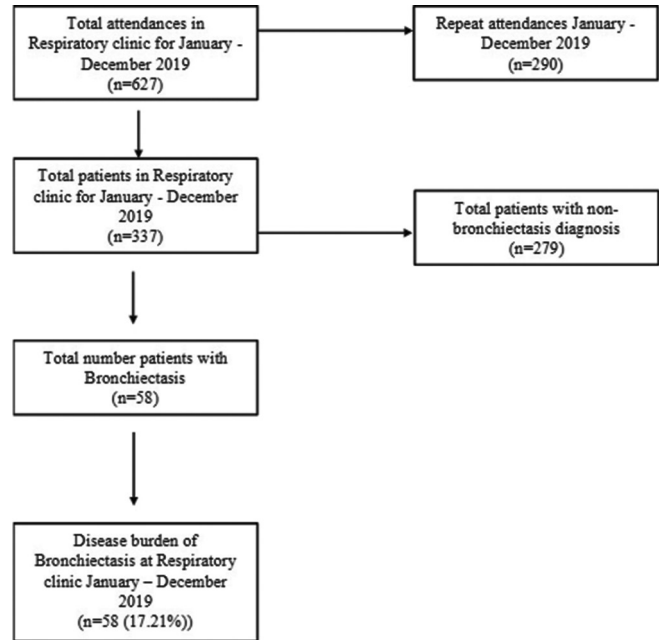 Total attendances in
Respiratory clinic for January -
December 2019
(n=627)
Repeat attendances January -
December 2019
(n=290)
Total patients in Respiratory
clinic for January - December
2019
(n=337)
Total patients with non-
bronchiectasis diagnosis
(n=279)
Total number patients with
Bronchiectasis
(n=58)
Disease burden of
Bronchiectasis at Respiratory
clinic January – December
2019
(n=58 (17.21%))